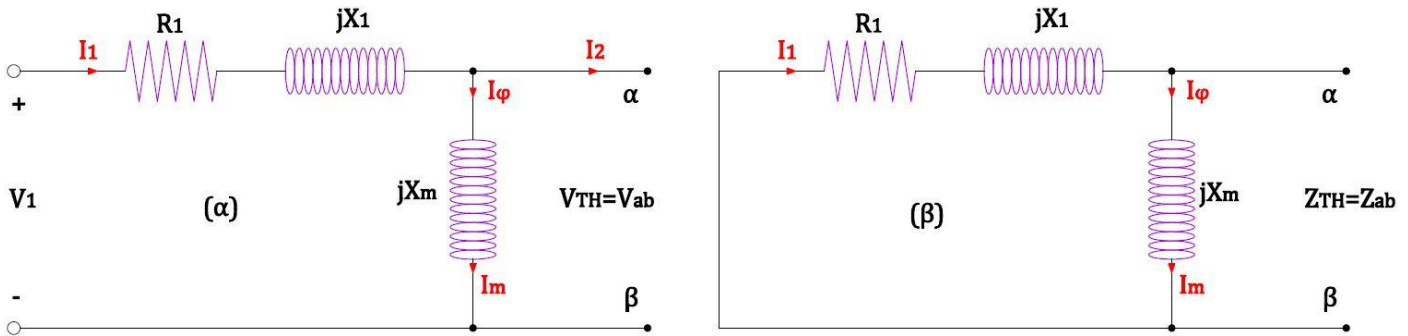 R1
jX1
I1
I2
+
Iφ
α
V1
(α)
jXm
VTH=Vab
-
Im
β
R1
jX1
I1
Iφ
α
(β)
jXm
ZTH=Zab
Im
β